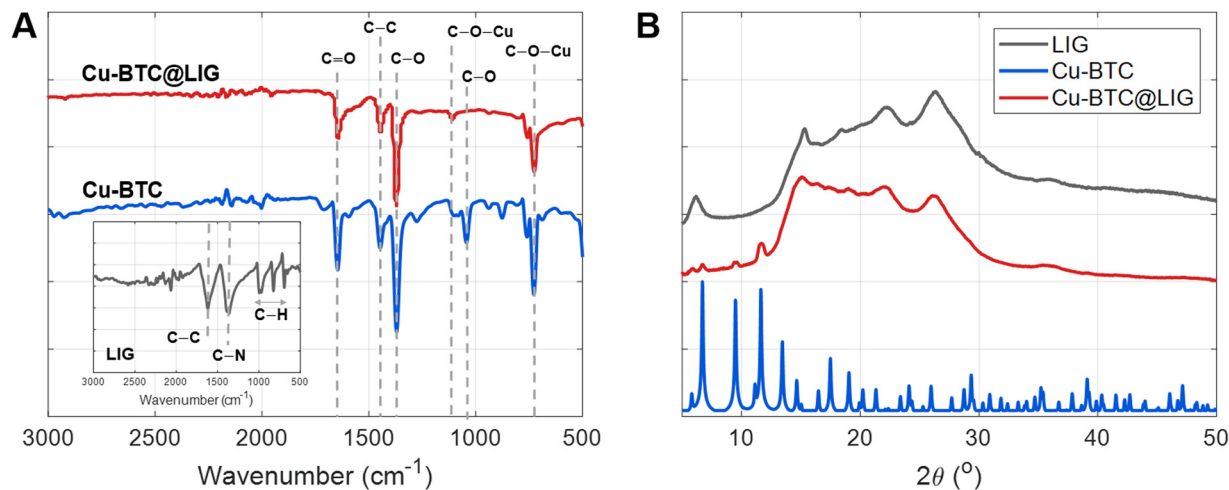 A
C–C
C–O–Cu
C=O
C–O
C–O–Cu
C–O
Cu-BTC@LIG
Cu-BTC
C–H
C–C
LIG
C–N
3000 2500 2000 1500 1000 500
Wavenumber (cm⁻¹)
3000 2500 2000 1500 1000 500
Wavenumber (cm⁻¹)
B
LIG
Cu-BTC
Cu-BTC@LIG
10 20 30 40 50
2θ (°)